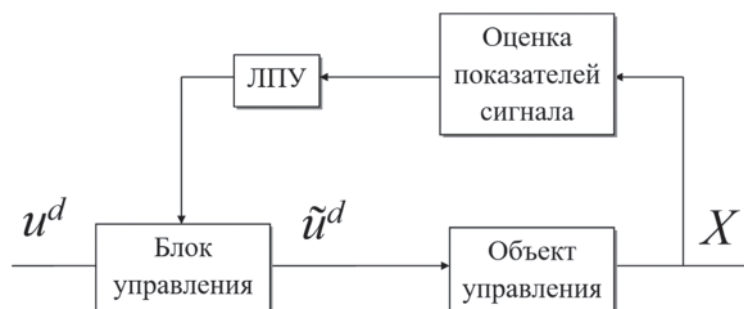 Оценка
показателей
сигнала
ЛПУ
u^d
Блок
управления
ũ^d
Объект
управления
X